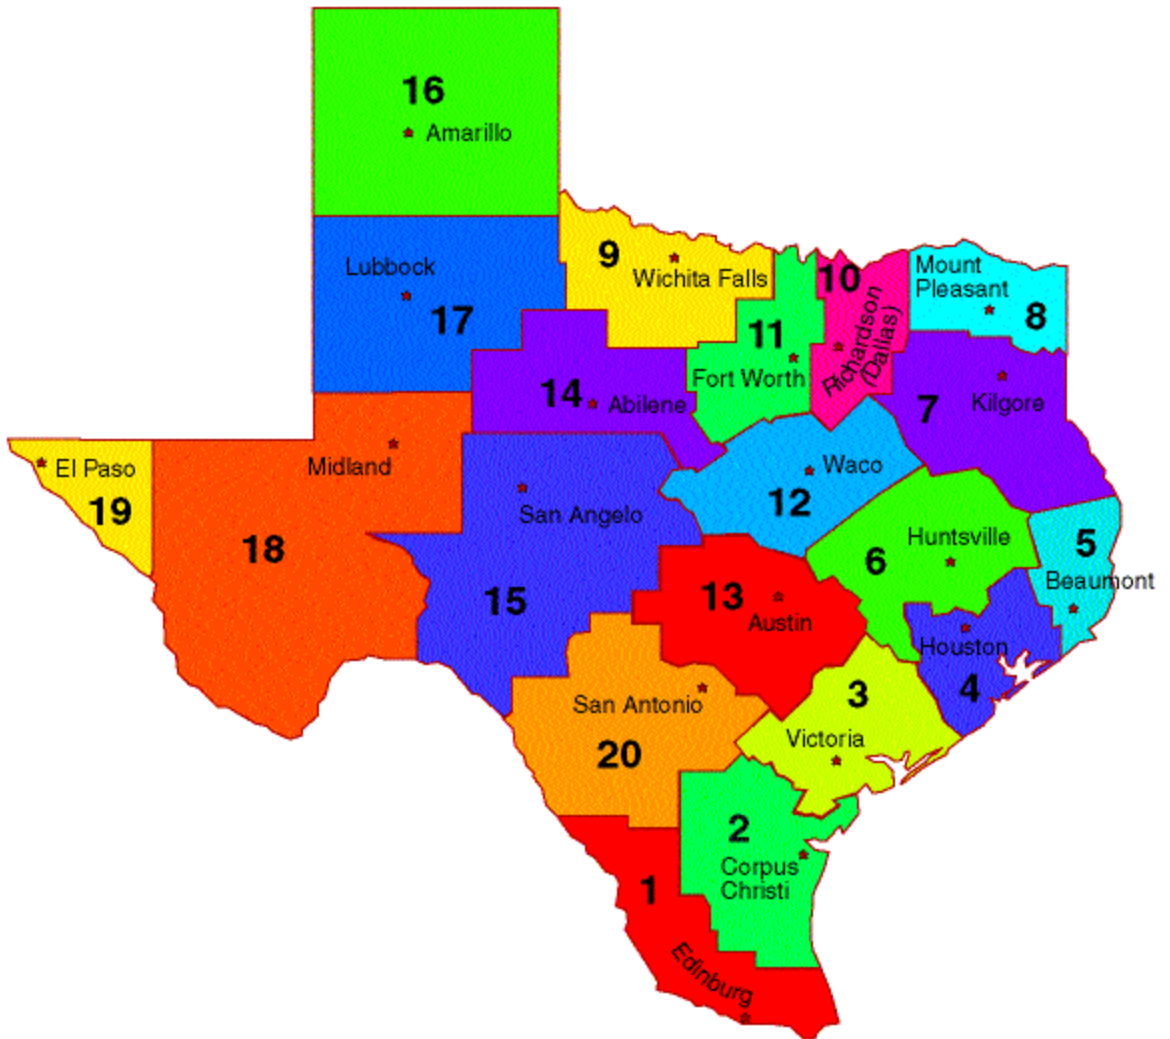 16
Amarillo
Lubbock
17
9
Wichita Falls
10
Richardson
(Dallas)
Mount
Pleasant
8
11
Fort Worth
14
Abilene
7
Kilgore
El Paso
19
Midland
18
San Angelo
15
Waco
12
Huntsville
6
5
Beaumont
13
Austin
Houston
4
San Antonio
20
3
Victoria
2
Corpus
Christi
1
Edinburg